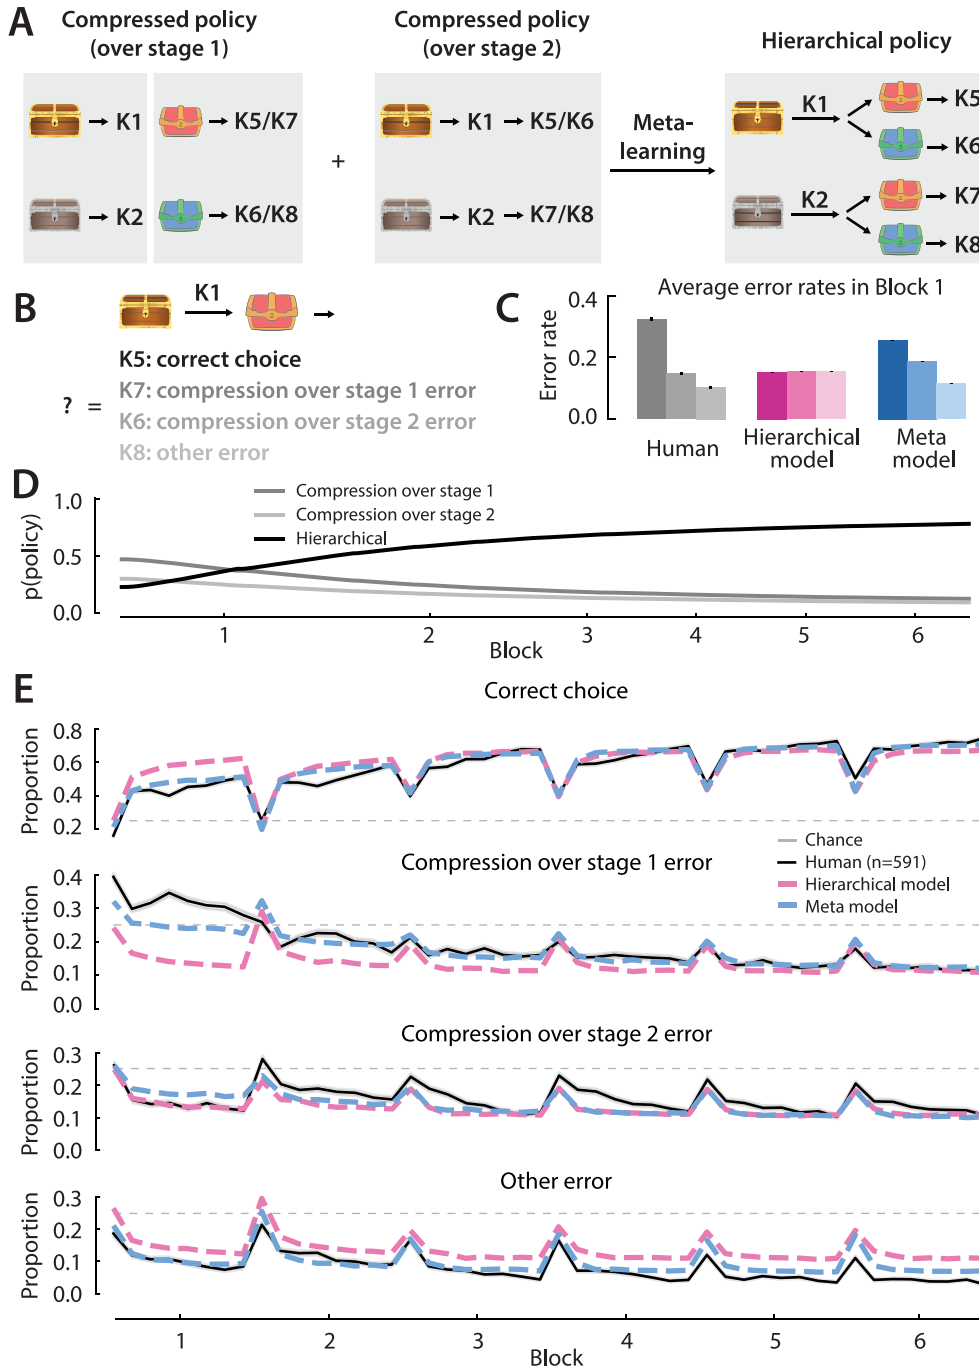 A
Compressed policy
(over stage 1)
Compressed policy
(over stage 2)
Hierarchical policy
K1
K5/K7
K2
K6/K8
+
K1
K5/K6
K2
K7/K8
Meta-
learning
K1
K5
K6
K2
K7
K8
B
K1
? =
K5: correct choice
K7: compression over stage 1 error
K6: compression over stage 2 error
K8: other error
C
Average error rates in Block 1
Error rate
0.4
0.2
0.0
Human
Hierarchical
model
Meta
model
D
p(policy)
1.0
0.5
0.0
Compression over stage 1
Compression over stage 2
Hierarchical
1 2 3 4 5 6
Block
E
Correct choice
Proportion
0.8
0.6
0.4
0.2
Chance
Human (n=591)
Hierarchical model
Meta model
Compression over stage 1 error
Proportion
0.4
0.3
0.2
0.1
0.0
Compression over stage 2 error
Proportion
0.3
0.2
0.1
0.0
Other error
Proportion
0.3
0.2
0.1
0.0
1 2 3 4 5 6
Block